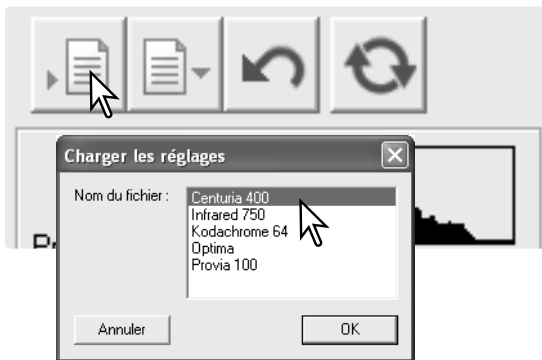 Charger les réglages
Nom du fichier :
Centuria 400
Infrared 750
Kodachrome 64
Optima
Provia 100
Annuler
OK